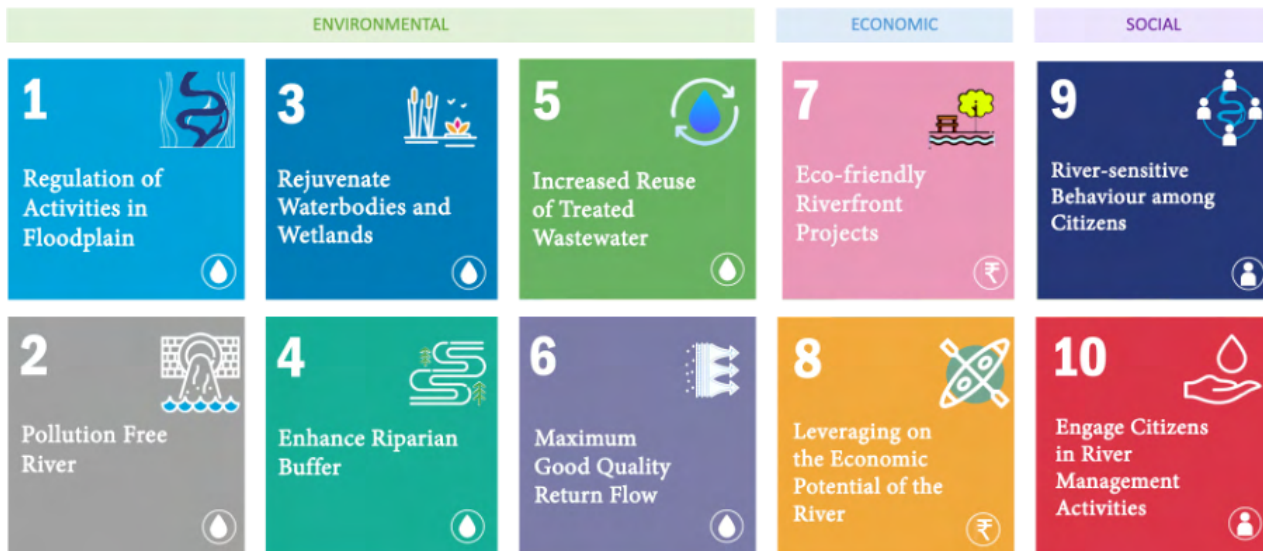 ENVIRONMENTAL
ECONOMIC
SOCIAL
1
Regulation of
Activities in
Floodplain
3
Rejuvenate
Waterbodies and
Wetlands
5
Increased Reuse
of Treated
Wastewater
7
Eco-friendly
Riverfront
Projects
₹
9
River-sensitive
Behaviour among
Citizens
2
Pollution Free
River
4
Enhance Riparian
Buffer
6
Maximum
Good Quality
Return Flow
8
Leveraging on
the Economic
Potential of the
River
₹
10
Engage Citizens
in River
Management
Activities